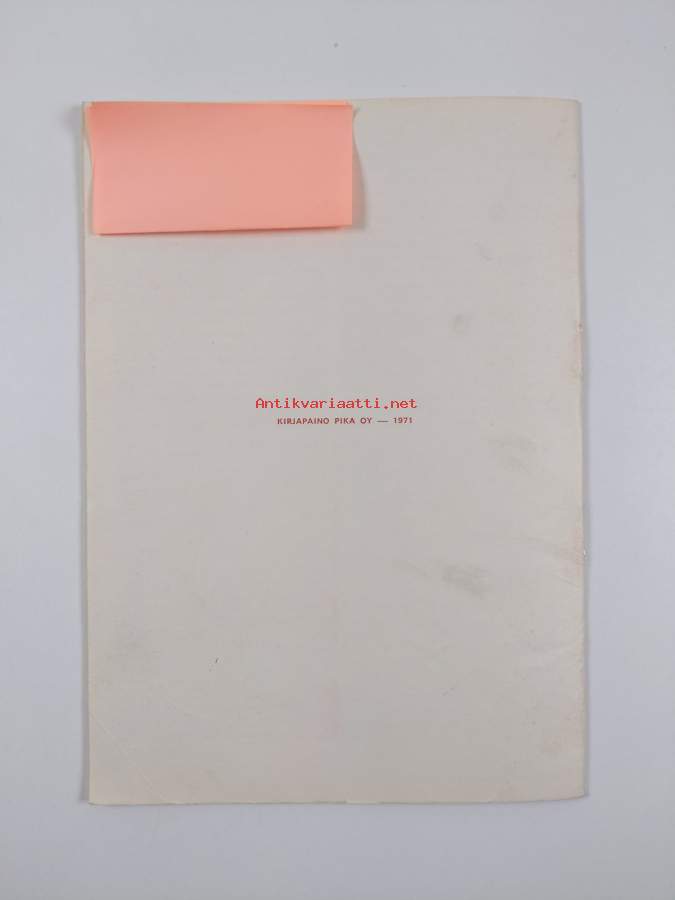 Antikvariaatti.net
KIRJAPAINO PIKA OY — 1971